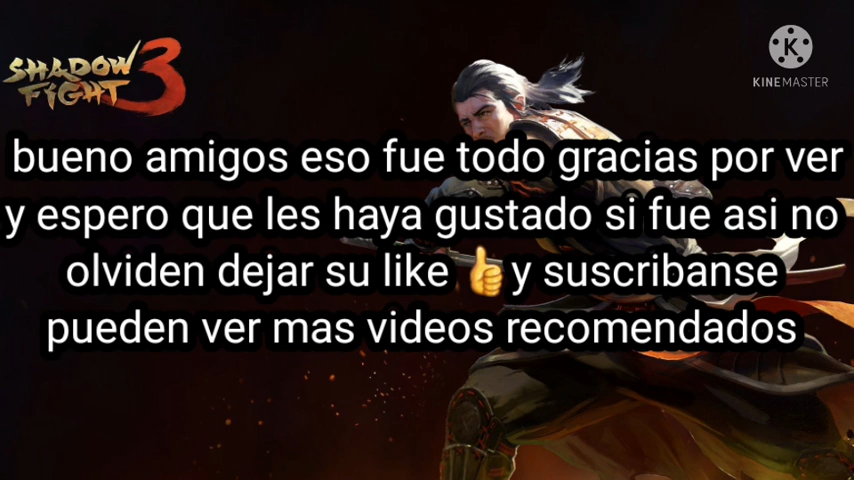 SHADOW
FIGHT 3
KINEMASTER
bueno amigos eso fue todo gracias por ver
y espero que les haya gustado si fue asi no
olviden dejar su like 👍 y suscribanse
pueden ver mas videos recomendados